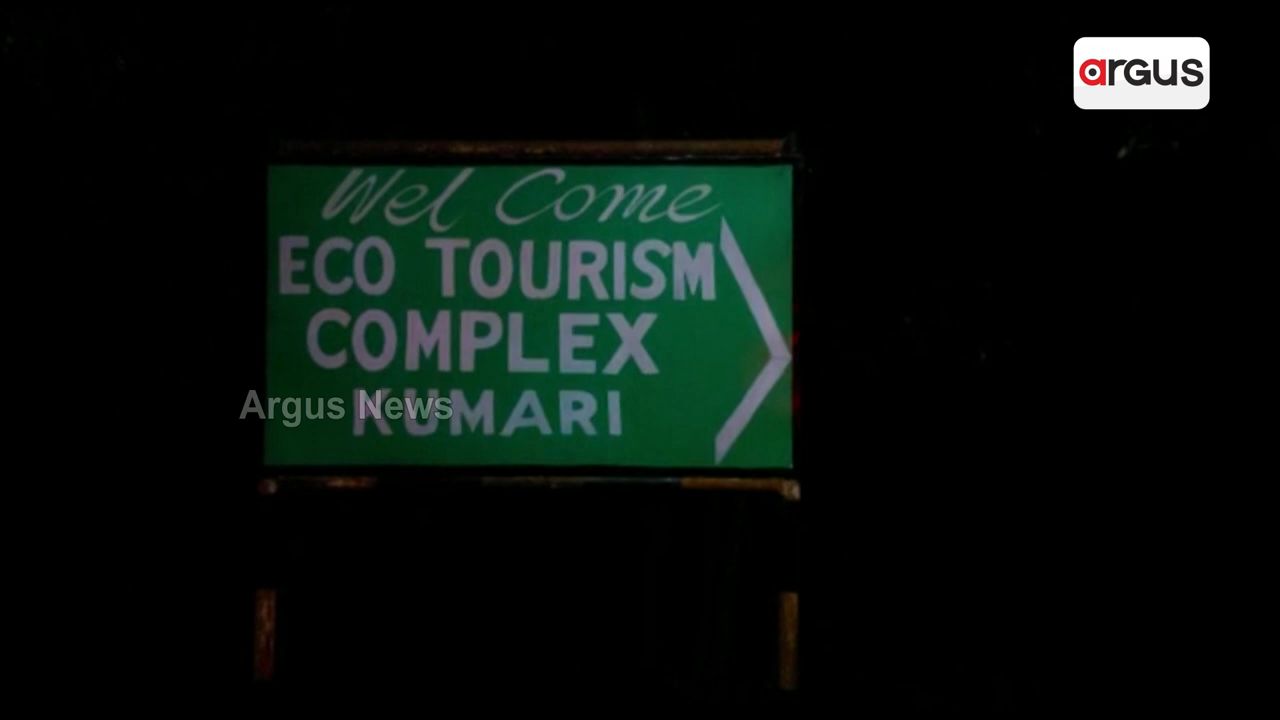 argus
Wel Come
ECO TOURISM
COMPLEX
KUMARI
Argus News